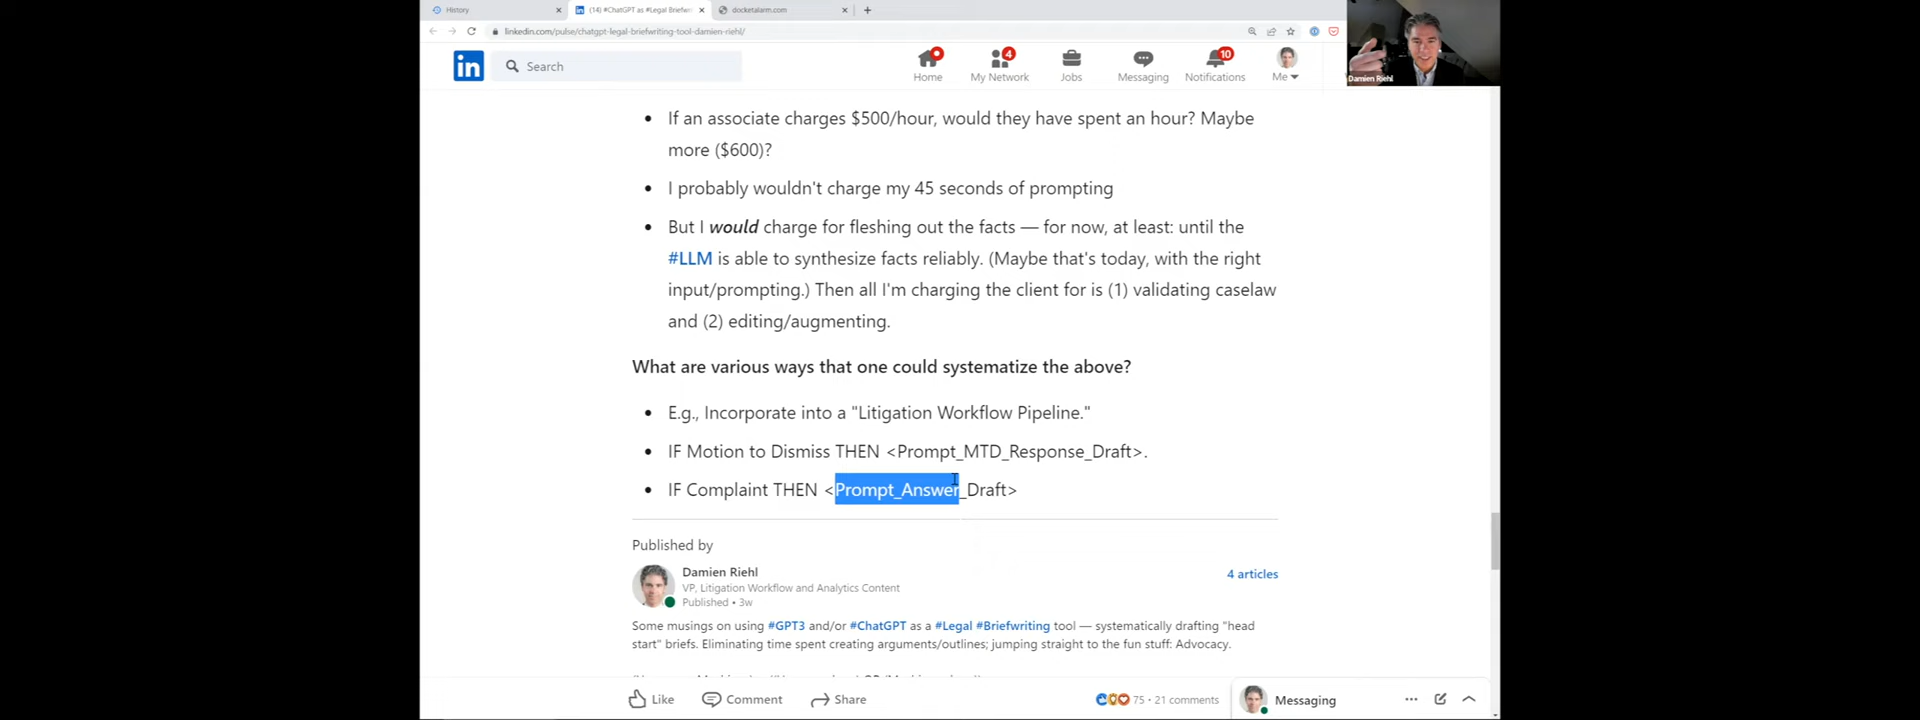 History
(14) #ChatGPT as #Legal Briefwri
docketalarm.com
linkedin.com/pulse/chatgpt-legal-briefwriting-tool-damien-riehl/
in
Search
4
10
Home
My Network
Jobs
Messaging
Notifications
Me
Damien Riehl
If an associate charges $500/hour, would they have spent an hour? Maybe
more ($600)?
I probably wouldn't charge my 45 seconds of prompting
But I would charge for fleshing out the facts — for now, at least: until the
#LLM is able to synthesize facts reliably. (Maybe that's today, with the right
input/prompting.) Then all I'm charging the client for is (1) validating caselaw
and (2) editing/augmenting.
What are various ways that one could systematize the above?
E.g., Incorporate into a "Litigation Workflow Pipeline."
IF Motion to Dismiss THEN <Prompt_MTD_Response_Draft>.
IF Complaint THEN <Prompt_Answer_Draft>
Published by
Damien Riehl
4 articles
VP, Litigation Workflow and Analytics Content
Published • 3w
Some musings on using #GPT3 and/or #ChatGPT as a #Legal #Briefwriting tool — systematically drafting "head
start" briefs. Eliminating time spent creating arguments/outlines; jumping straight to the fun stuff: Advocacy.
Like
Comment
Share
75 • 21 comments
Messaging